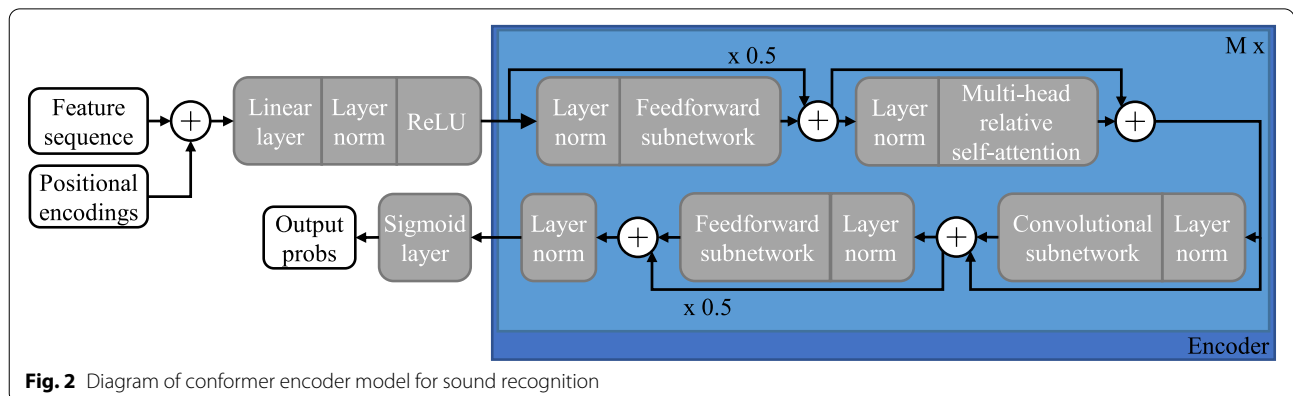 M x
x 0.5
Feature
sequence
+
Linear
layer
Layer
norm
ReLU
Layer
norm
Feedforward
subnetwork
+
Layer
norm
Multi-head
relative
self-attention
+
Positional
encodings
Output
probs
Sigmoid
layer
Layer
norm
+
Feedforward
subnetwork
Layer
norm
+
Convolutional
subnetwork
Layer
norm
x 0.5
Encoder
Fig. 2 Diagram of conformer encoder model for sound recognition